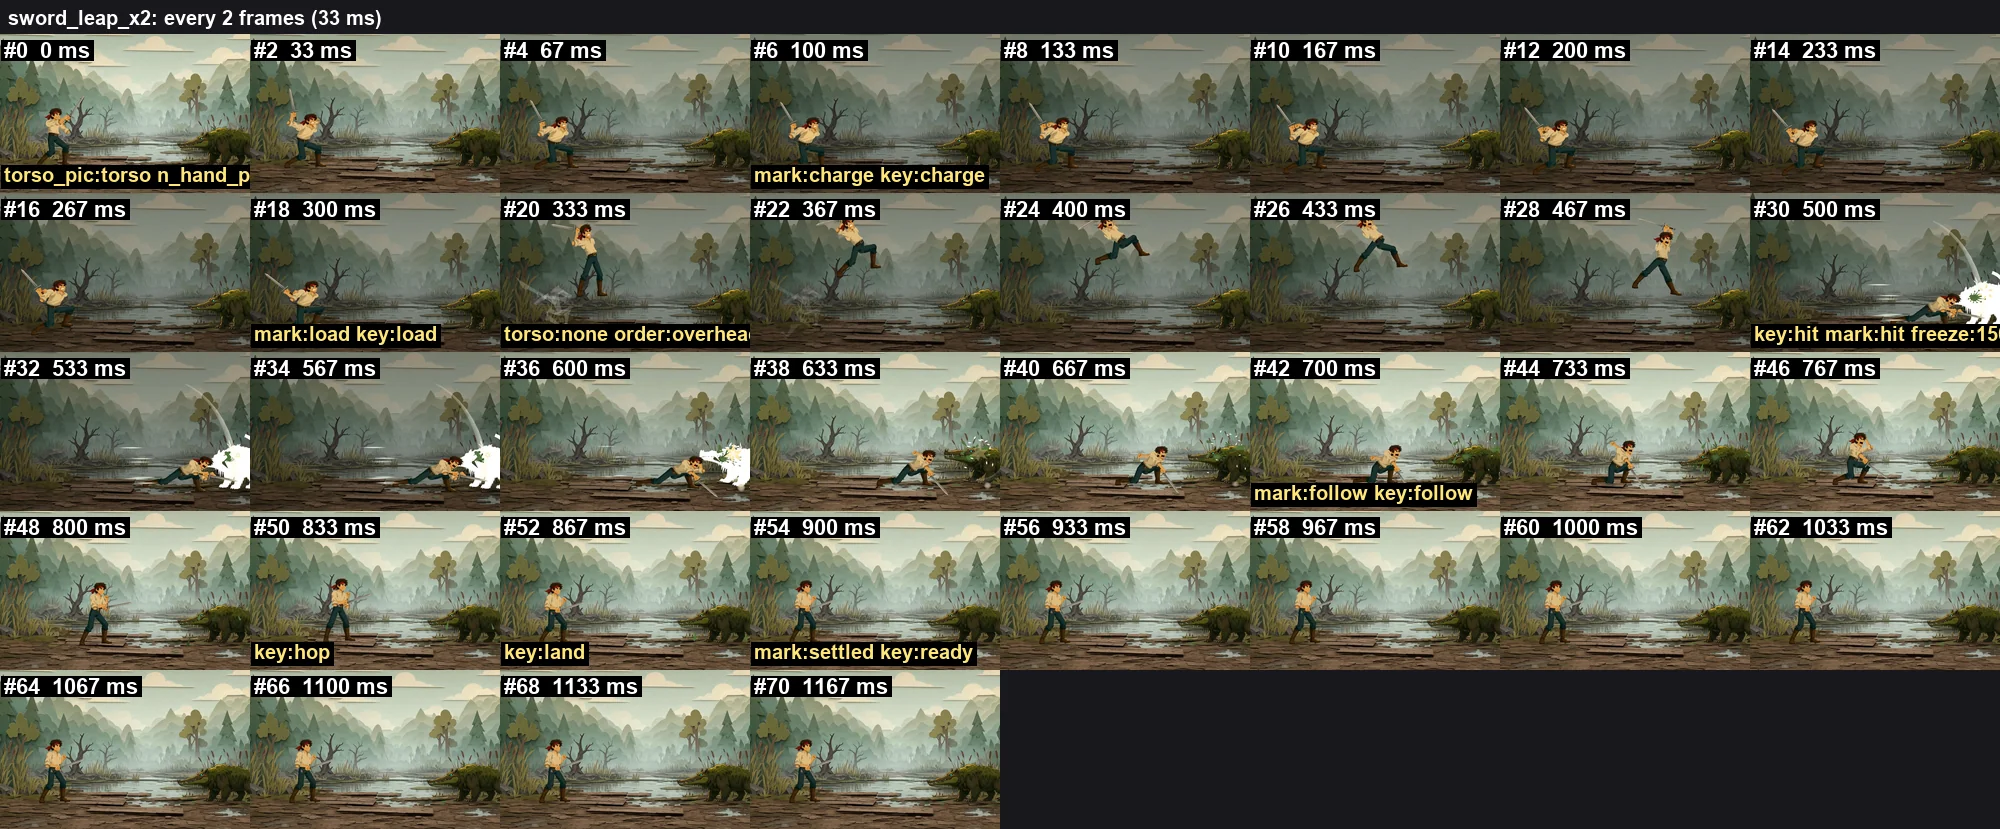 sword_leap_x2: every 2 frames (33 ms)
#0 0 ms
#2 33 ms
#4 67 ms
#6 100 ms
#8 133 ms
#10 167 ms
#12 200 ms
#14 233 ms
torso_pic:torso n_hand_p
mark:charge key:charge
#16 267 ms
#18 300 ms
#20 333 ms
#22 367 ms
#24 400 ms
#26 433 ms
#28 467 ms
#30 500 ms
mark:load key:load
torso:none order:overhea
key:hit mark:hit freeze:15
#32 533 ms
#34 567 ms
#36 600 ms
#38 633 ms
#40 667 ms
#42 700 ms
#44 733 ms
#46 767 ms
mark:follow key:follow
#48 800 ms
#50 833 ms
#52 867 ms
#54 900 ms
#56 933 ms
#58 967 ms
#60 1000 ms
#62 1033 ms
key:hop
key:land
mark:settled key:ready
#64 1067 ms
#66 1100 ms
#68 1133 ms
#70 1167 ms